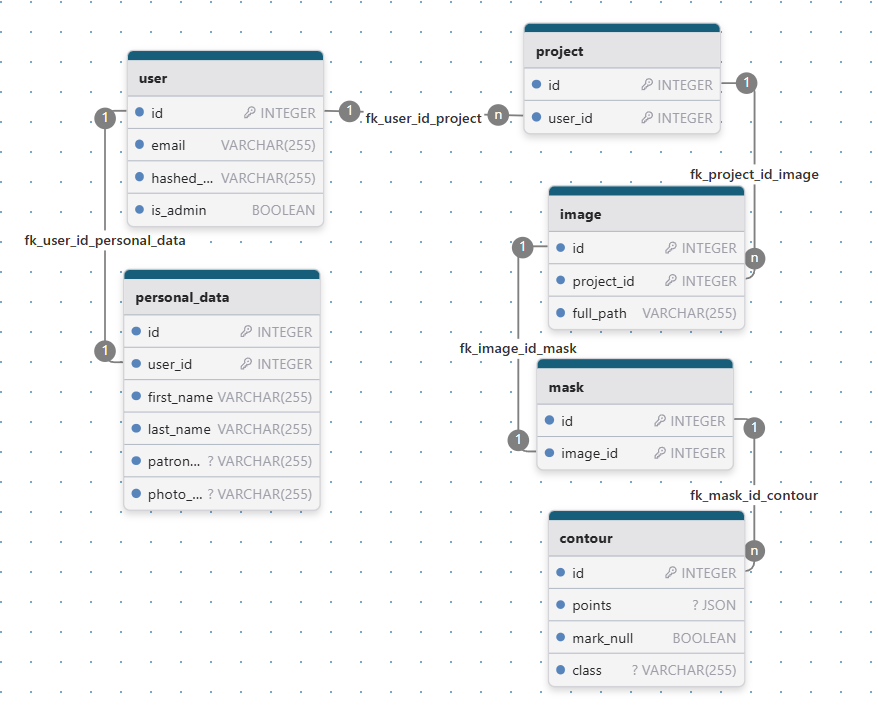 user
id INTEGER
email VARCHAR(255)
hashed_... VARCHAR(255)
is_admin BOOLEAN
1
fk_user_id_project
n
project
id INTEGER
user_id INTEGER
1
fk_project_id_image
n
1
fk_user_id_personal_data
1
personal_data
id INTEGER
user_id INTEGER
first_name VARCHAR(255)
last_name VARCHAR(255)
patron... ? VARCHAR(255)
photo_... ? VARCHAR(255)
image
id INTEGER
project_id INTEGER
full_path VARCHAR(255)
1
fk_image_id_mask
1
mask
id INTEGER
image_id INTEGER
1
fk_mask_id_contour
n
contour
id INTEGER
points ? JSON
mark_null BOOLEAN
class ? VARCHAR(255)